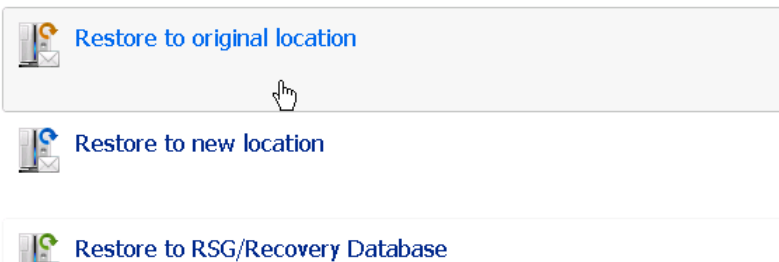 Restore to original location
Restore to new location
Restore to RSG/Recovery Database